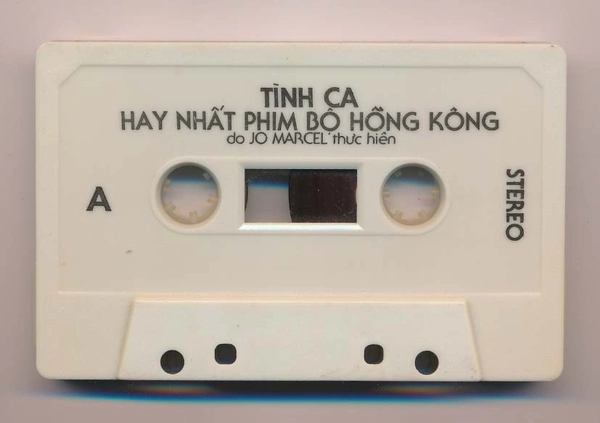 TÌNH CA
HAY NHẤT PHIM BỘ HỒNG KÔNG
do JO MARCEL thực hiện
A
STEREO